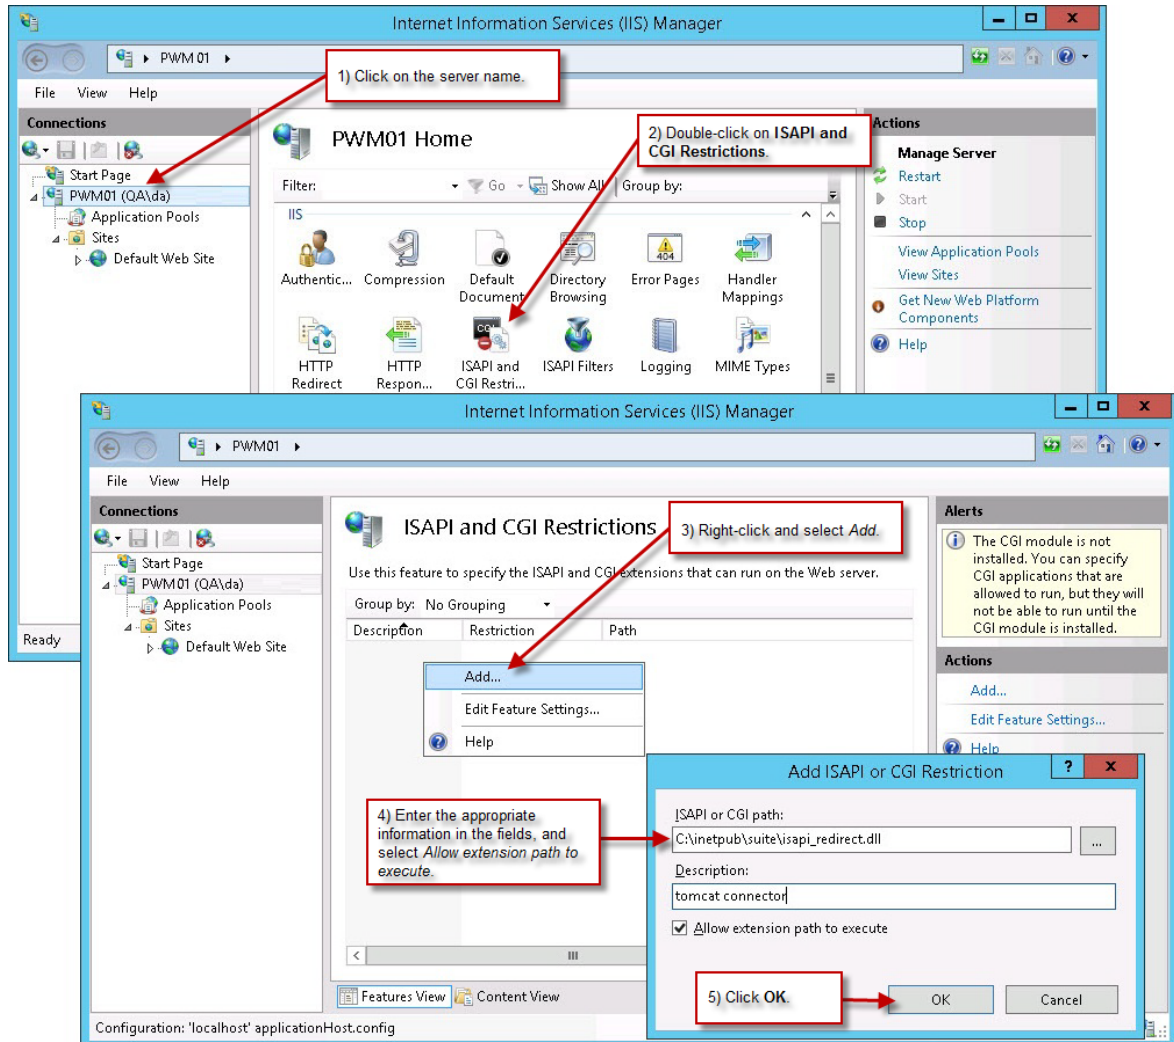 Internet Information Services (IIS) Manager
PWM01
File View Help
1) Click on the server name.
Connections
Start Page
PWM01 (QA\da)
Application Pools
Sites
Default Web Site
PWM01 Home
2) Double-click on ISAPI and
CGI Restrictions.
Filter: Go Show All Group by:
IIS
Authentic... Compression Default
Document Directory
Browsing Error Pages Handler
Mappings
HTTP
Redirect HTTP
Respon... ISAPI and
CGI Restri... ISAPI Filters Logging MIME Types
Actions
Manage Server
Restart
Start
Stop
View Application Pools
View Sites
Get New Web Platform
Components
Help
Ready
Internet Information Services (IIS) Manager
PWM01
File View Help
Connections
Start Page
PWM01 (QA\da)
Application Pools
Sites
Default Web Site
ISAPI and CGI Restrictions
3) Right-click and select Add.
Use this feature to specify the ISAPI and CGI extensions that can run on the Web server.
Group by: No Grouping
Description Restriction Path
Add...
Edit Feature Settings...
Help
Alerts
The CGI module is not
installed. You can specify
CGI applications that are
allowed to run, but they will
not be able to run until the
CGI module is installed.
Actions
Add...
Edit Feature Settings...
Help
4) Enter the appropriate
information in the fields, and
select Allow extension path to
execute.
Add ISAPI or CGI Restriction
ISAPI or CGI path:
C:\inetpub\suite\isapi_redirect.dll
...
Description:
tomcat connector
Allow extension path to execute
5) Click OK.
OK Cancel
Features View Content View
Configuration: 'localhost' applicationHost.config